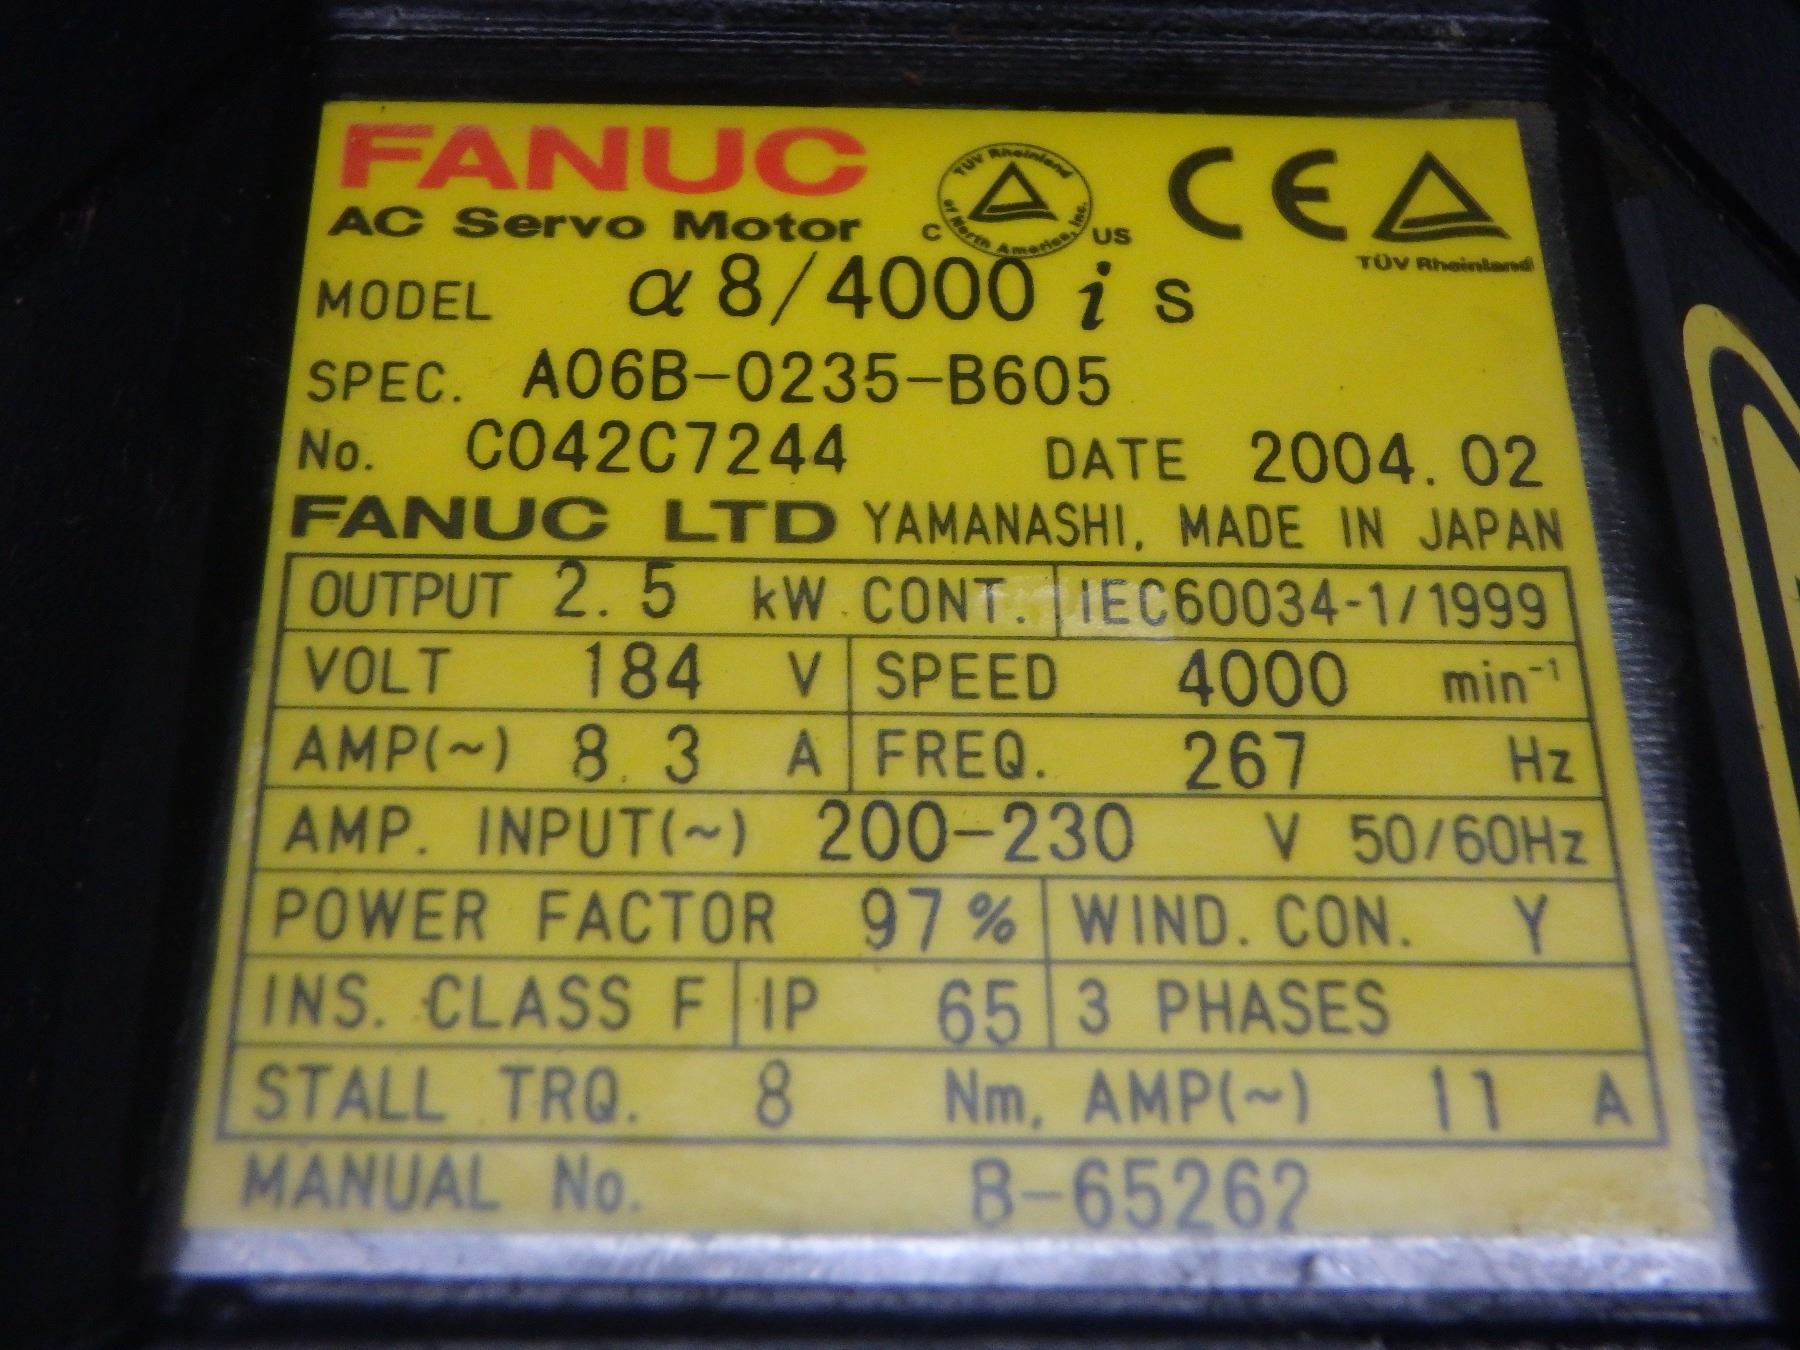 FANUC
AC Servo Motor
TÜV Rheinland of North America, Inc.
C US
CE
TÜV Rheinland
MODEL α8/4000 i s
SPEC. A06B-0235-B605
No. C042C7244 DATE 2004.02
FANUC LTD YAMANASHI, MADE IN JAPAN
OUTPUT 2.5 kW CONT. IEC60034-1/1999
VOLT 184 V SPEED 4000 min⁻¹
AMP(~) 8.3 A FREQ. 267 Hz
AMP. INPUT(~) 200-230 V 50/60Hz
POWER FACTOR 97% WIND. CON. Y
INS. CLASS F IP 65 3 PHASES
STALL TRQ. 8 Nm, AMP(~) 11 A
MANUAL No. B-65262